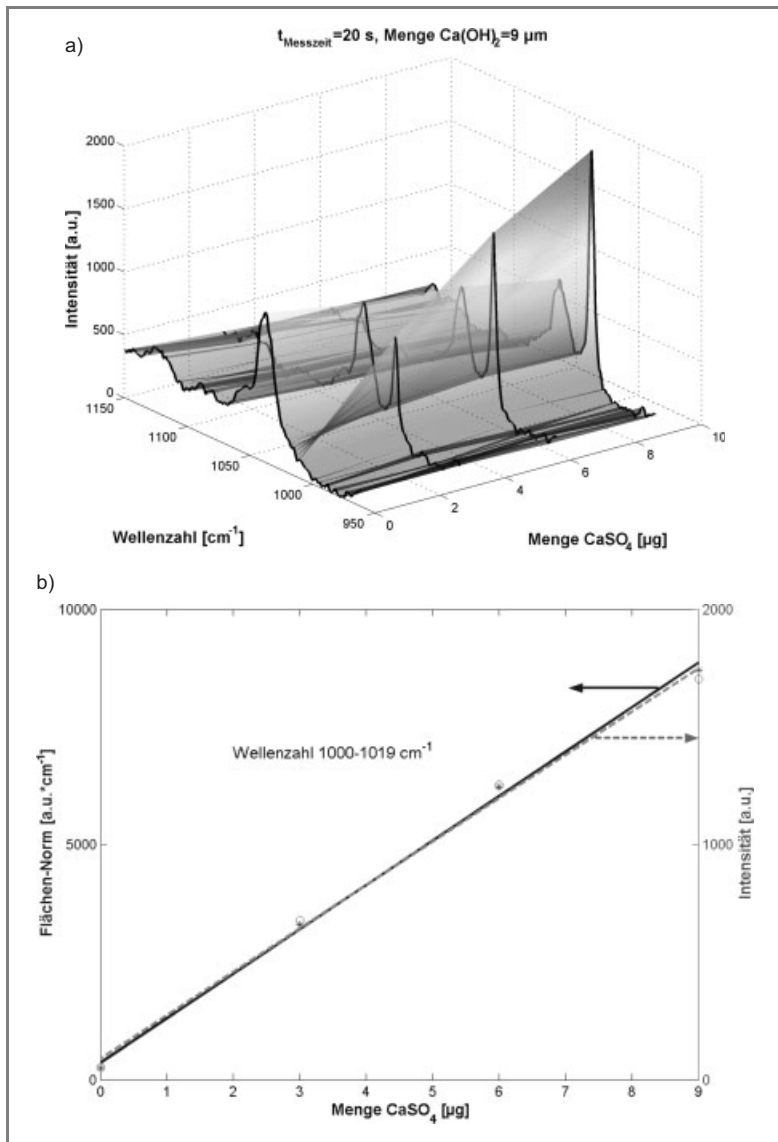 a)
t_Messzeit=20 s, Menge Ca(OH)2=9 µm
2000
1500
1000
500
0
Intensität [a.u.]
1150
1100
1050
1000
950
Wellenzahl [cm-1]
0
2
4
6
8
10
Menge CaSO4 [µg]
b)
10000
5000
0
Flächen-Norm [a.u.*cm-1]
Wellenzahl 1000-1019 cm-1
2000
1000
0
Intensität [a.u.]
0 1 2 3 4 5 6 7 8 9
Menge CaSO4 [µg]